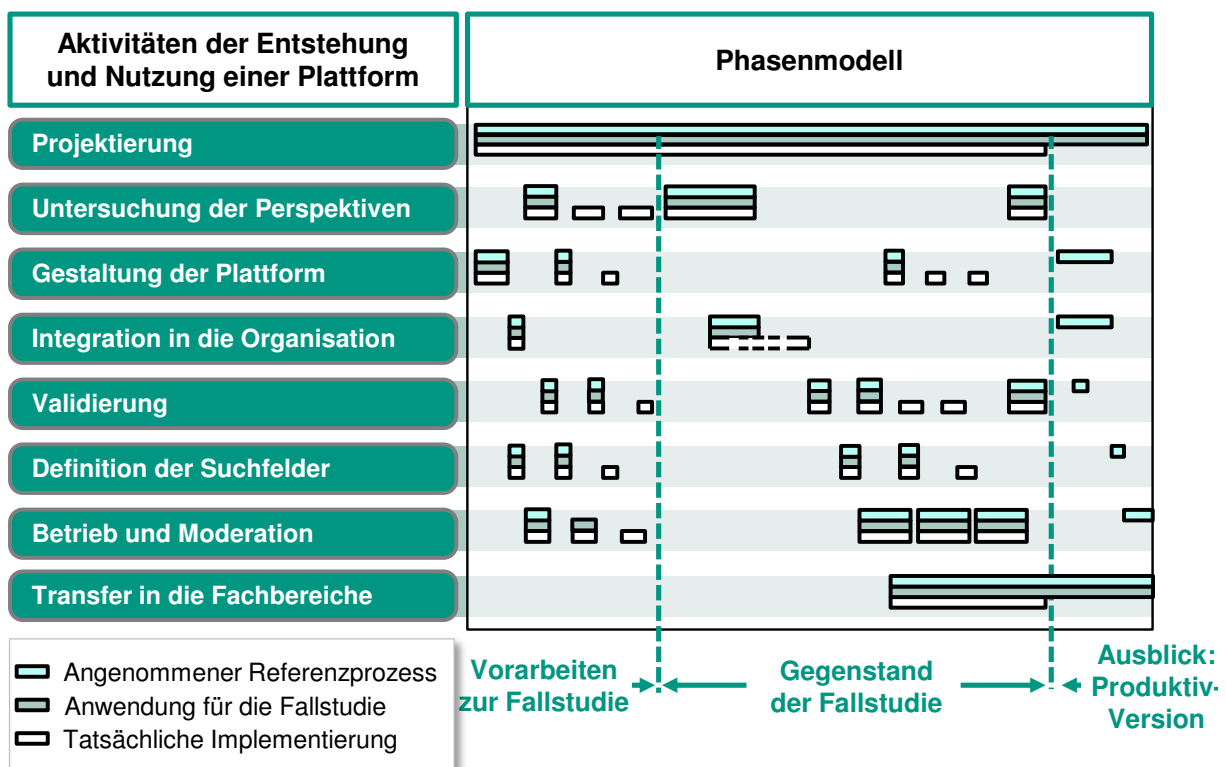 Aktivitäten der Entstehung
und Nutzung einer Plattform
Phasenmodell
Projektierung
Untersuchung der Perspektiven
Gestaltung der Plattform
Integration in die Organisation
Validierung
Definition der Suchfelder
Betrieb und Moderation
Transfer in die Fachbereiche
Angenommener Referenzprozess
Anwendung für die Fallstudie
Tatsächliche Implementierung
Vorarbeiten
zur Fallstudie
Gegenstand
der Fallstudie
Ausblick:
Produktiv-
Version